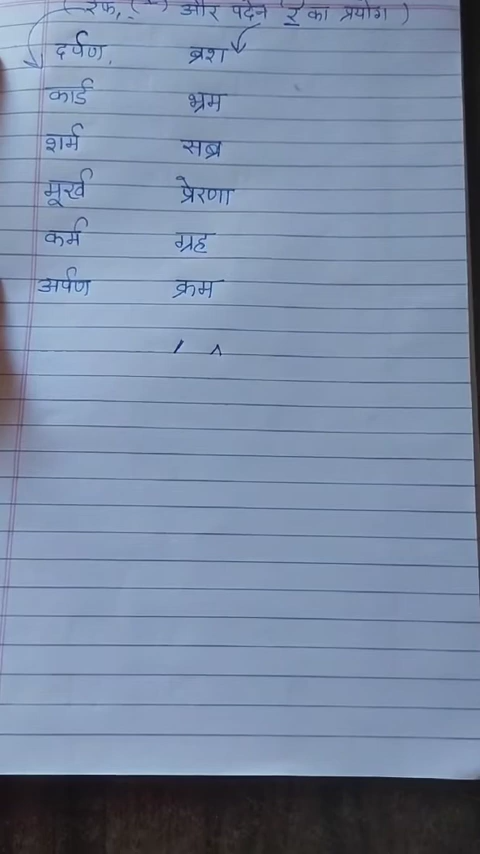 (रेफ, (र्) और पदेन र का प्रयोग)
दर्पण, ब्रश
कार्ड भ्रम
शर्म सब्र
मूर्ख प्रेरणा
कर्म ग्रह
अर्पण क्रम